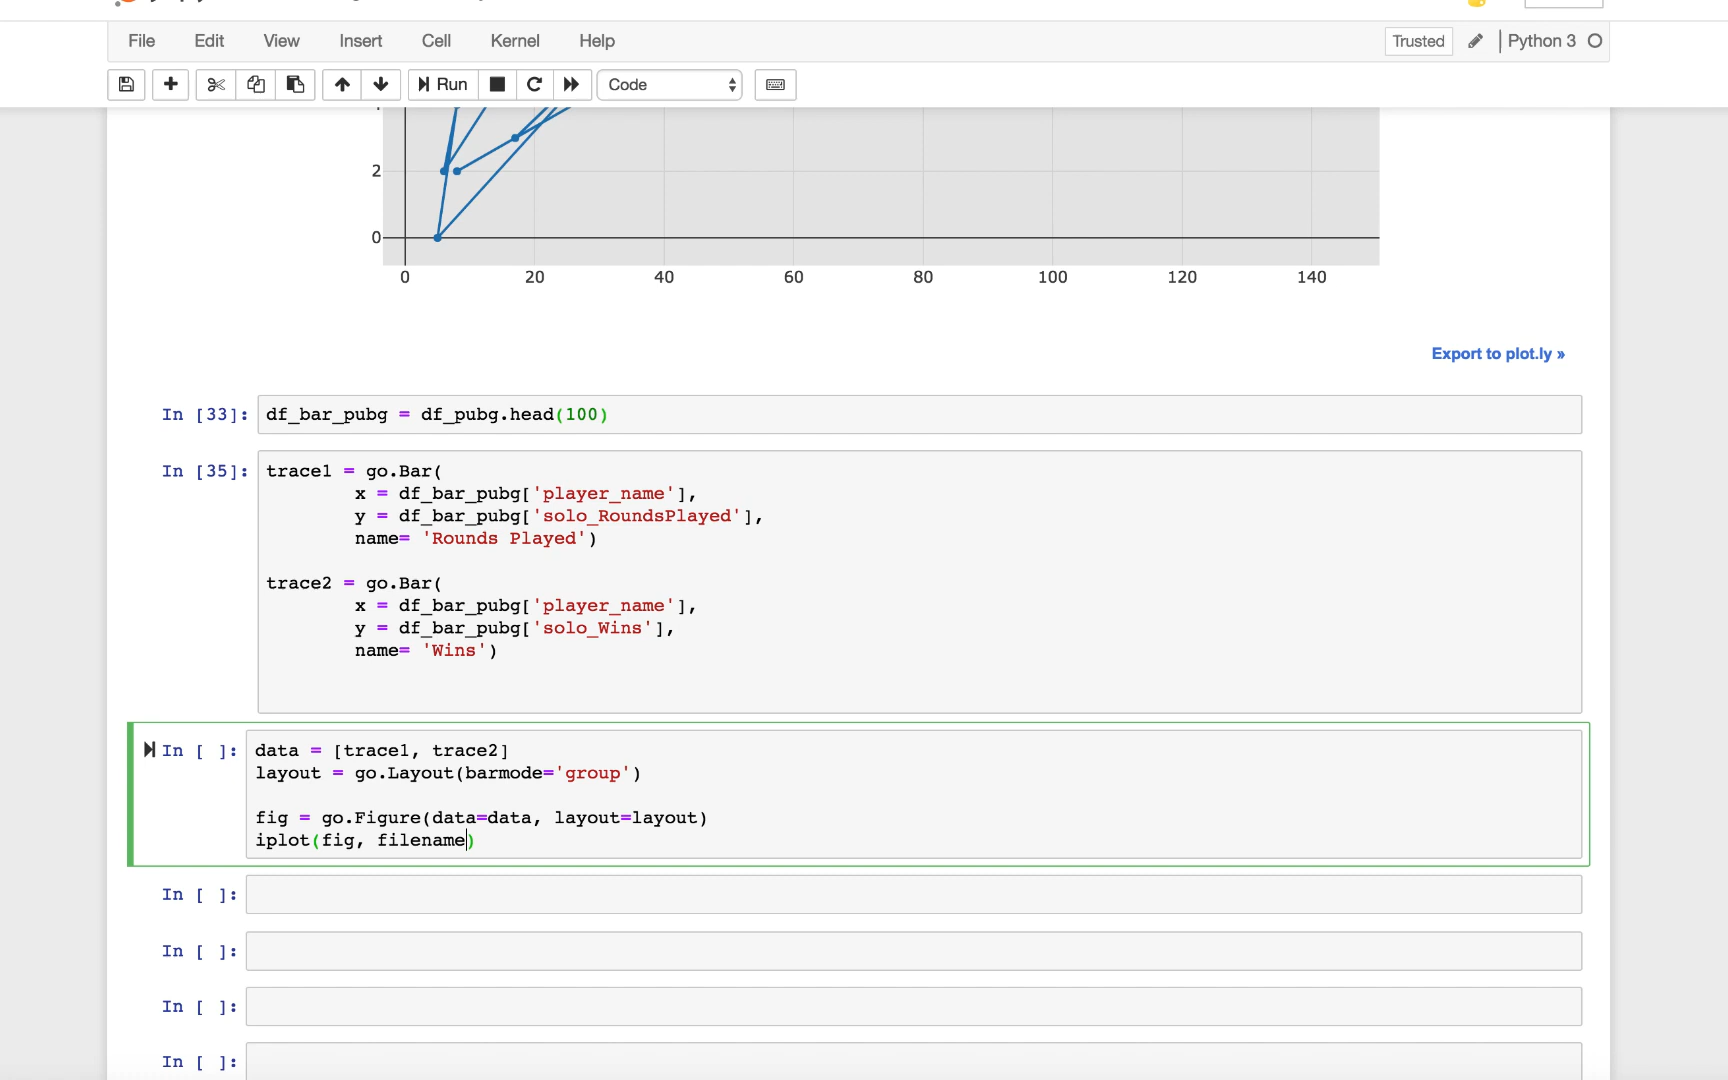 File Edit View Insert Cell Kernel Help Trusted Python 3
Run Code
2
0
0 20 40 60 80 100 120 140
Export to plot.ly »
In [33]: df_bar_pubg = df_pubg.head(100)
In [35]: trace1 = go.Bar(
x = df_bar_pubg['player_name'],
y = df_bar_pubg['solo_RoundsPlayed'],
name= 'Rounds Played')
trace2 = go.Bar(
x = df_bar_pubg['player_name'],
y = df_bar_pubg['solo_Wins'],
name= 'Wins')
In [ ]: data = [trace1, trace2]
layout = go.Layout(barmode='group')
fig = go.Figure(data=data, layout=layout)
iplot(fig, filename)
In [ ]:
In [ ]:
In [ ]:
In [ ]: